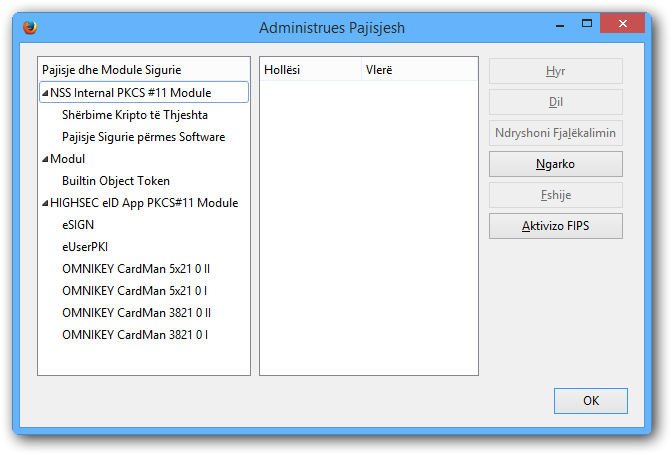 Administrues Pajisjesh
Pajisje dhe Module Sigurie
NSS Internal PKCS #11 Module
Shërbime Kripto të Thjeshta
Pajisje Sigurie përmes Software
Modul
Builtin Object Token
HIGHSEC eID App PKCS#11 Module
eSIGN
eUserPKI
OMNIKEY CardMan 5x21 0 II
OMNIKEY CardMan 5x21 0 I
OMNIKEY CardMan 3821 0 II
OMNIKEY CardMan 3821 0 I
Hollësi Vlerë
Hyr
Dil
Ndryshoni Fjalëkalimin
Ngarko
Fshije
Aktivizo FIPS
OK